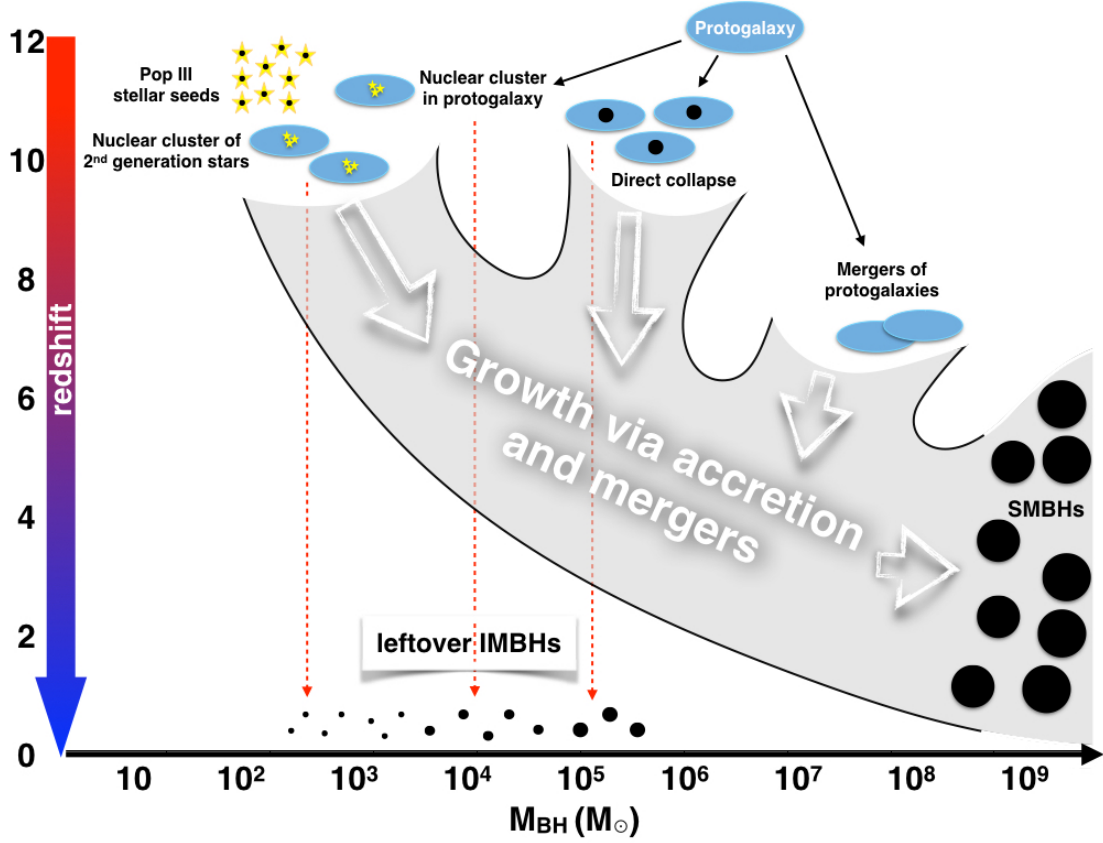 Protogalaxy
12
10
8
6
4
2
0
redshift
Pop III
stellar seeds
Nuclear cluster
in protogalaxy
Nuclear cluster of
2nd generation stars
Direct collapse
Mergers of
protogalaxies
Growth via accretion
and mergers
SMBHs
leftover IMBHs
10 10² 10³ 10⁴ 10⁵ 10⁶ 10⁷ 10⁸ 10⁹
M_BH (M_⊙)